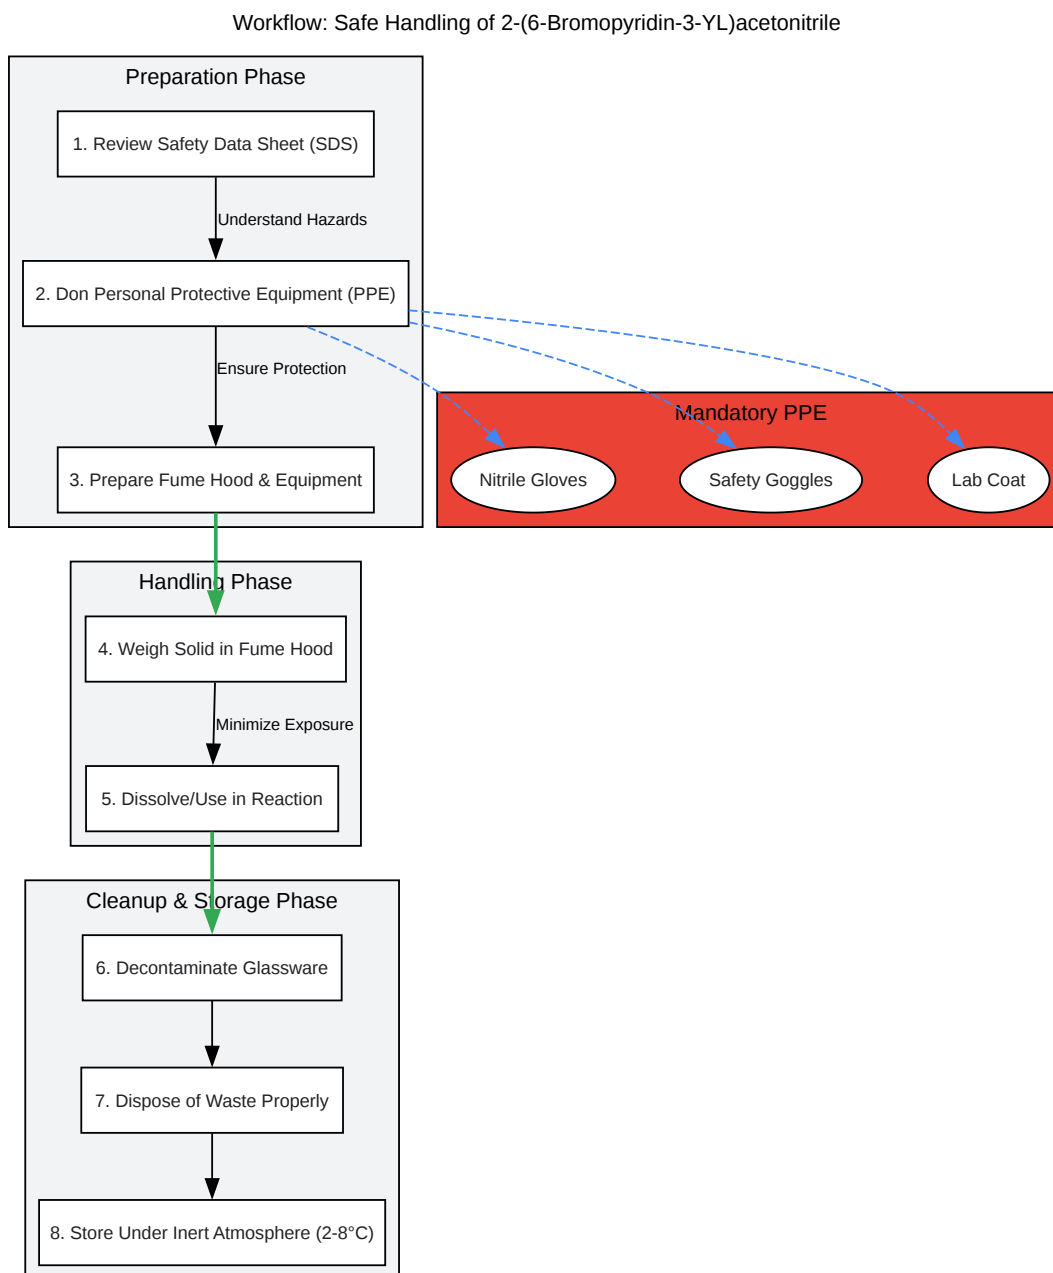 Workflow: Safe Handling of 2-(6-Bromopyridin-3-YL)acetonitrile
Preparation Phase
1. Review Safety Data Sheet (SDS)
Understand Hazards
2. Don Personal Protective Equipment (PPE)
Ensure Protection
Mandatory PPE
3. Prepare Fume Hood & Equipment
Nitrile Gloves
Safety Goggles
Lab Coat
Handling Phase
4. Weigh Solid in Fume Hood
Minimize Exposure
5. Dissolve/Use in Reaction
Cleanup & Storage Phase
6. Decontaminate Glassware
7. Dispose of Waste Properly
8. Store Under Inert Atmosphere (2-8°C)